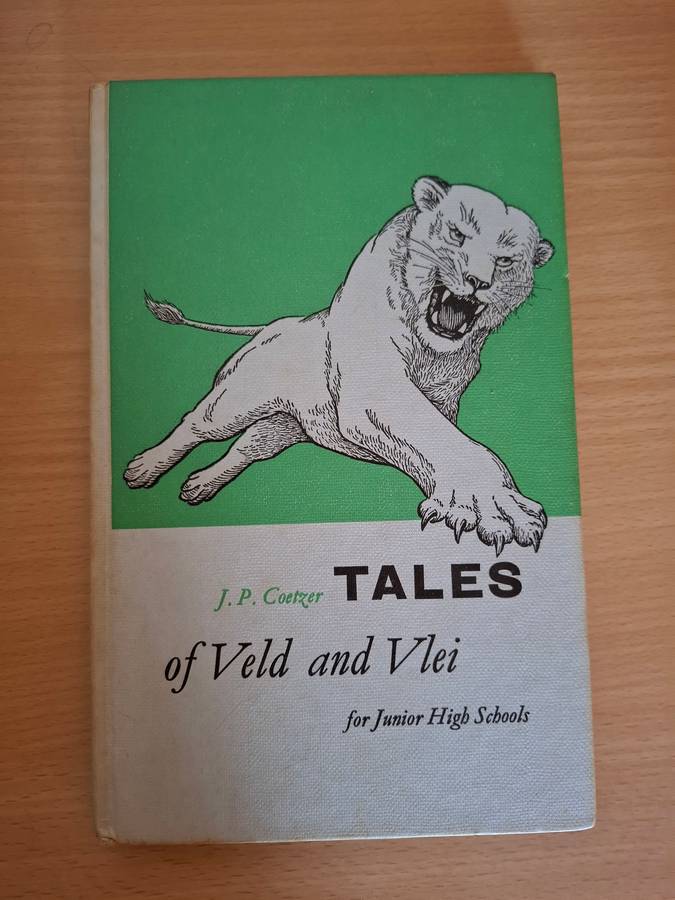 J. P. Coetzer TALES
of Veld and Vlei
for Junior High Schools